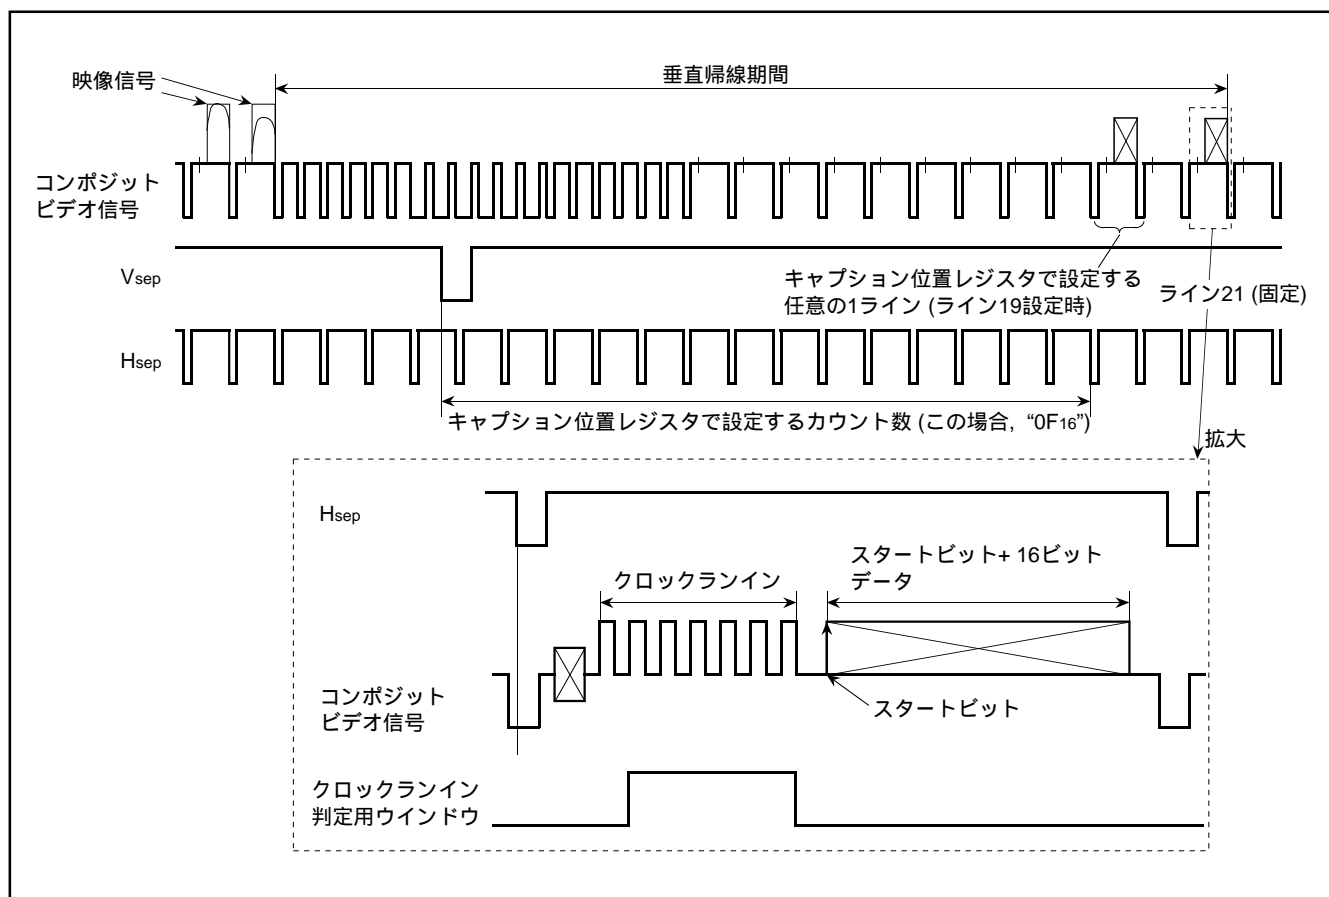 映像信号
垂直帰線期間
コンポジット
ビデオ信号
Vsep
キャプション位置レジスタで設定する
任意の1ライン (ライン19設定時)
ライン21 (固定)
Hsep
キャプション位置レジスタで設定するカウント数 (この場合, “0F16”)
拡大
Hsep
クロックランイン
スタートビット+ 16ビット
データ
コンポジット
ビデオ信号
スタートビット
クロックランイン
判定用ウインドウ